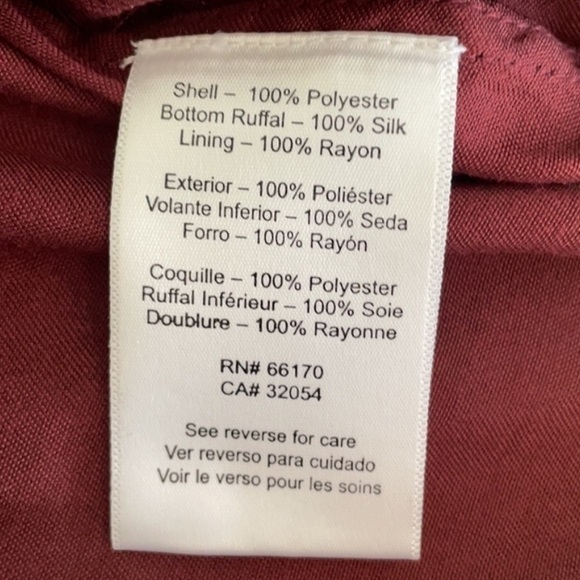 Shell – 100% Polyester
Bottom Ruffal – 100% Silk
Lining – 100% Rayon
Exterior – 100% Poliéster
Volante Inferior – 100% Seda
Forro – 100% Rayón
Coquille – 100% Polyester
Ruffal Inférieur – 100% Soie
Doublure – 100% Rayonne
RN# 66170
CA# 32054
See reverse for care
Ver reverso para cuidado
Voir le verso pour les soins